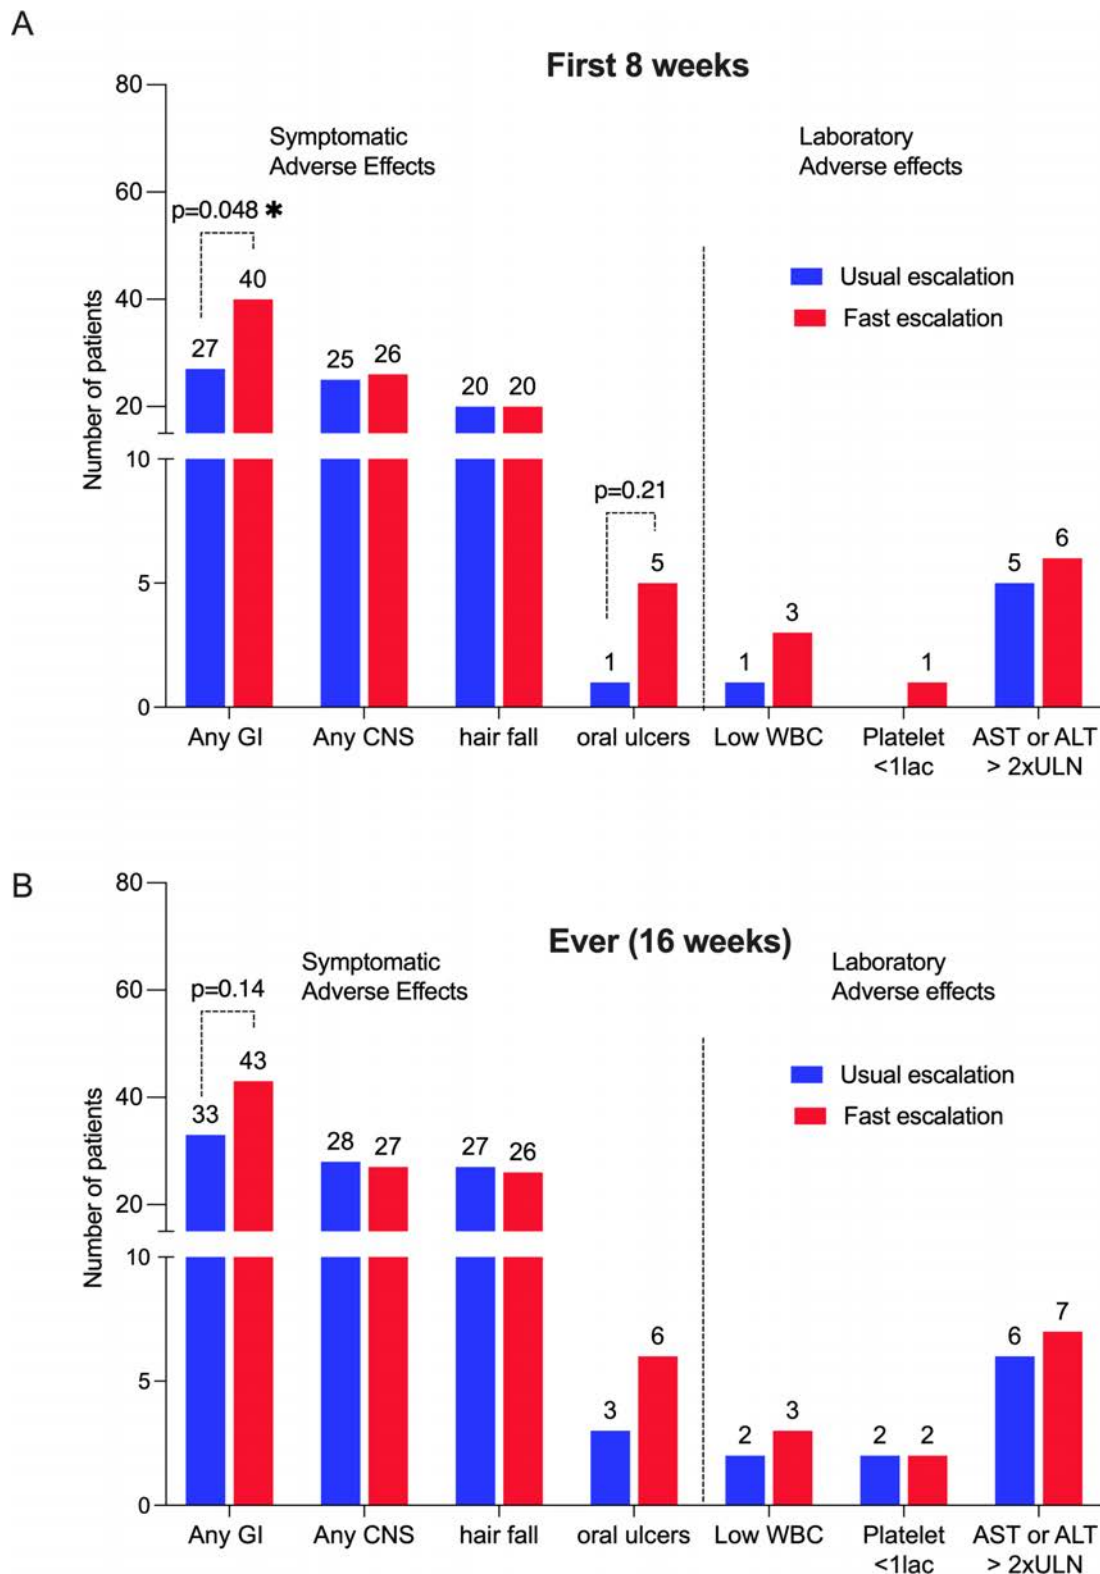 A
First 8 weeks
80
Symptomatic
Adverse Effects
Laboratory
Adverse effects
60
p=0.048 *
40
27
Usual escalation
Fast escalation
40
25
26
20
20
20
Number of patients
10
p=0.21
5
1
5
1
3
1
5
6
0
Any GI
Any CNS
hair fall
oral ulcers
Low WBC
Platelet
<1lac
AST or ALT
> 2xULN
B
Ever (16 weeks)
80
Symptomatic
Adverse Effects
Laboratory
Adverse effects
60
p=0.14
33
43
Usual escalation
Fast escalation
40
28
27
27
26
20
Number of patients
10
5
3
6
2
3
2
2
6
7
0
Any GI
Any CNS
hair fall
oral ulcers
Low WBC
Platelet
<1lac
AST or ALT
> 2xULN